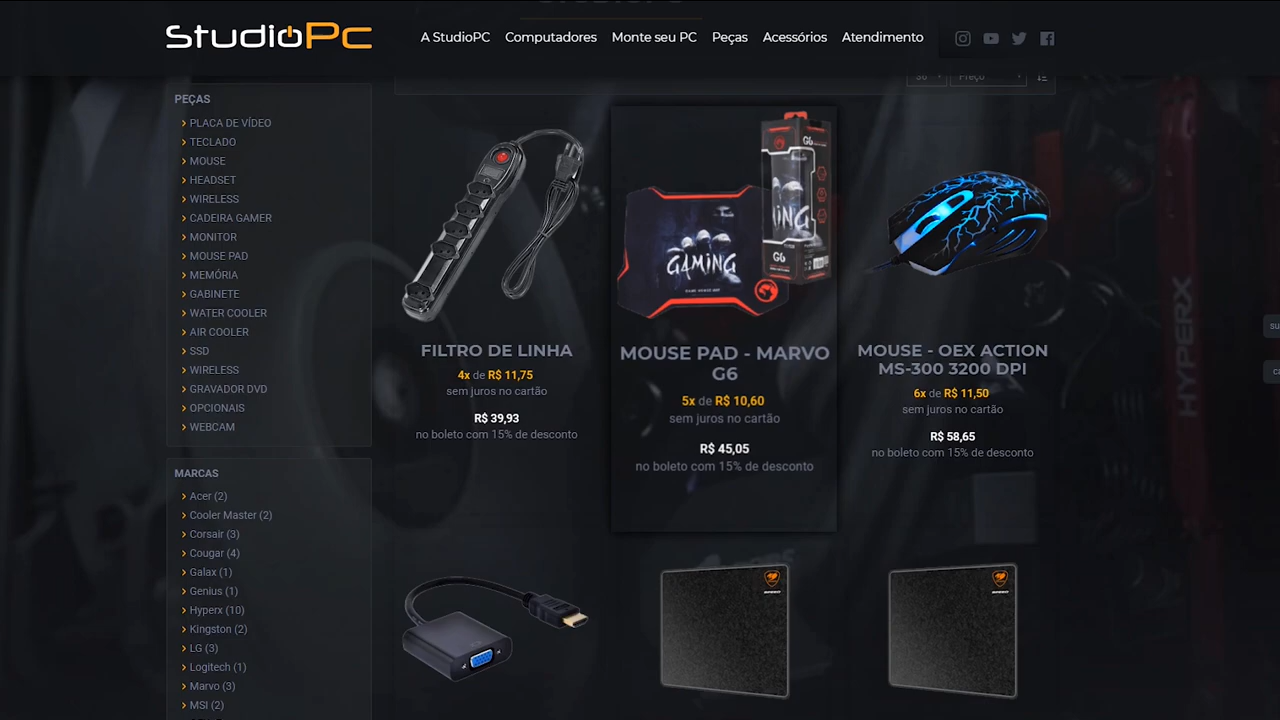 StudioPc
A StudioPC
Computadores
Monte seu PC
Peças
Acessórios
Atendimento
36
Preço
PEÇAS
PLACA DE VÍDEO
TECLADO
MOUSE
HEADSET
WIRELESS
CADEIRA GAMER
MONITOR
MOUSE PAD
MEMÓRIA
GABINETE
WATER COOLER
AIR COOLER
SSD
WIRELESS
GRAVADOR DVD
OPCIONAIS
WEBCAM
MARCAS
Acer (2)
Cooler Master (2)
Corsair (3)
Cougar (4)
Galax (1)
Genius (1)
Hyperx (10)
Kingston (2)
LG (3)
Logitech (1)
Marvo (3)
MSI (2)
FILTRO DE LINHA
4x de R$ 11,75
sem juros no cartão
R$ 39,93
no boleto com 15% de desconto
G6
GAMING
G6
MOUSE PAD - MARVO
G6
5x de R$ 10,60
sem juros no cartão
R$ 45,05
no boleto com 15% de desconto
MOUSE - OEX ACTION
MS-300 3200 DPI
6x de R$ 11,50
sem juros no cartão
R$ 58,65
no boleto com 15% de desconto
HYPERX